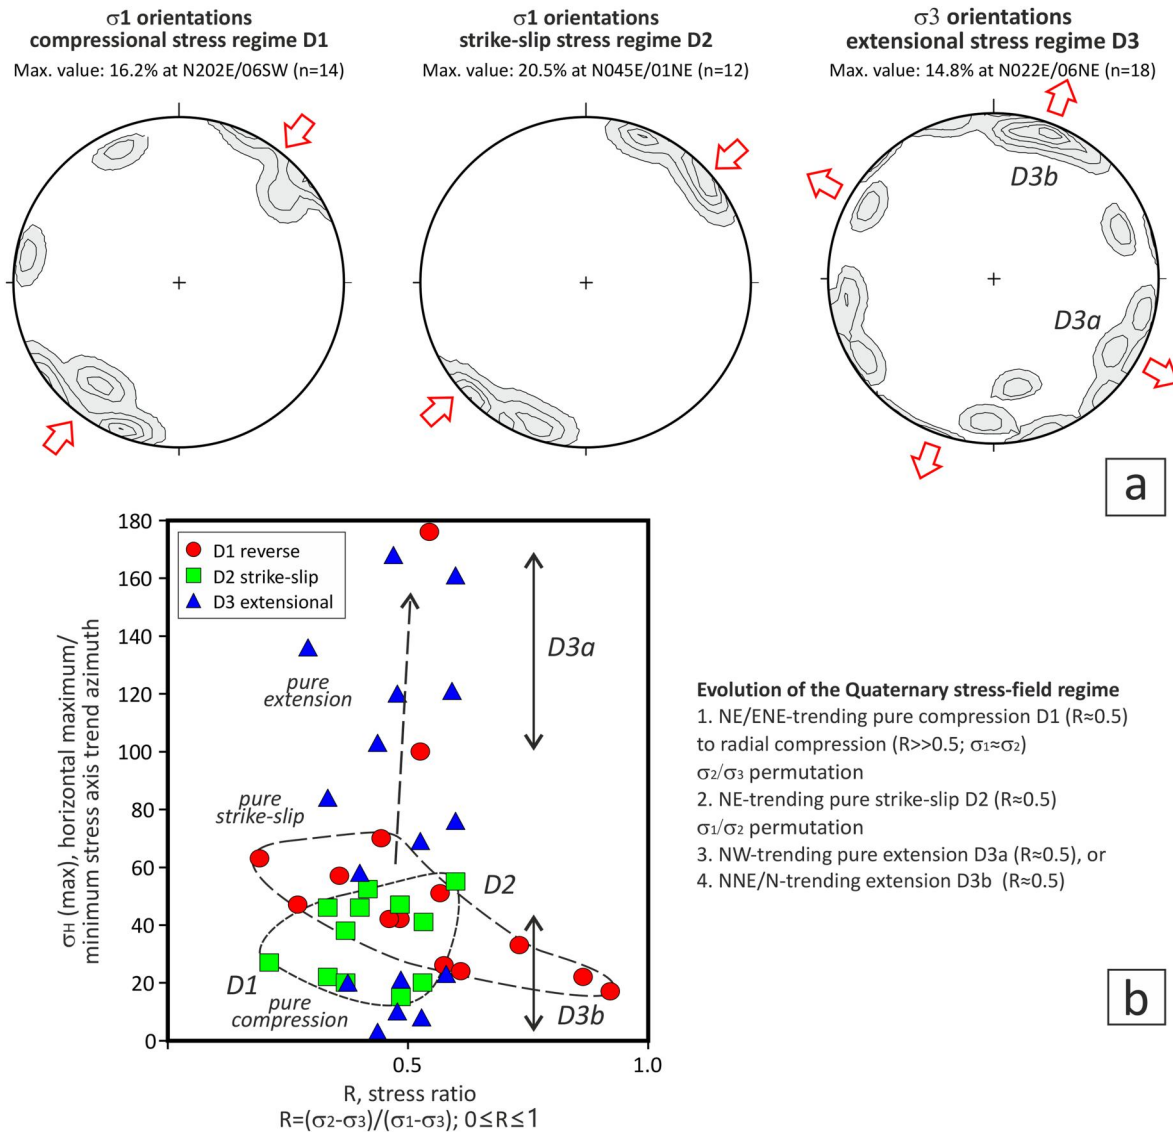 σ1 orientations
compressional stress regime D1
Max. value: 16.2% at N202E/06SW (n=14)
σ1 orientations
strike-slip stress regime D2
Max. value: 20.5% at N045E/01NE (n=12)
σ3 orientations
extensional stress regime D3
Max. value: 14.8% at N022E/06NE (n=18)
D3b
D3a
a
180
160
140
120
100
80
60
40
20
0
0.5
1.0
σH (max), horizontal maximum/
minimum stress axis trend azimuth
D1 reverse
D2 strike-slip
D3 extensional
pure
extension
D3a
pure
strike-slip
D2
D1
pure
compression
D3b
R, stress ratio
R=(σ2-σ3)/(σ1-σ3); 0≤R≤1
Evolution of the Quaternary stress-field regime
1. NE/ENE-trending pure compression D1 (R≈0.5)
to radial compression (R>>0.5; σ1≈σ2)
σ2/σ3 permutation
2. NE-trending pure strike-slip D2 (R≈0.5)
σ1/σ2 permutation
3. NW-trending pure extension D3a (R≈0.5), or
4. NNE/N-trending extension D3b (R≈0.5)
b